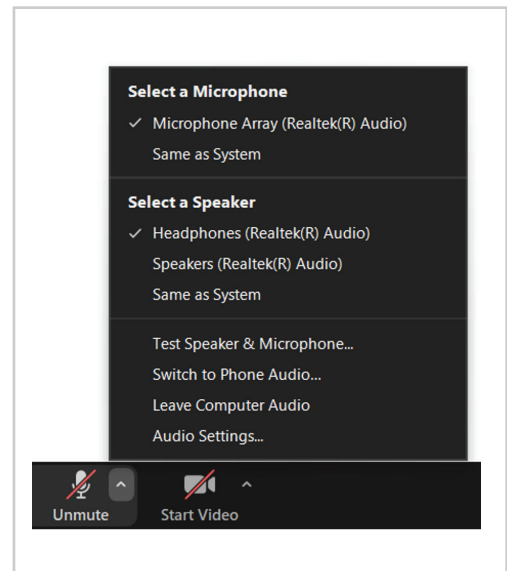 Select a Microphone
Microphone Array (Realtek(R) Audio)
Same as System
Select a Speaker
Headphones (Realtek(R) Audio)
Speakers (Realtek(R) Audio)
Same as System
Test Speaker & Microphone...
Switch to Phone Audio...
Leave Computer Audio
Audio Settings...
Unmute
Start Video